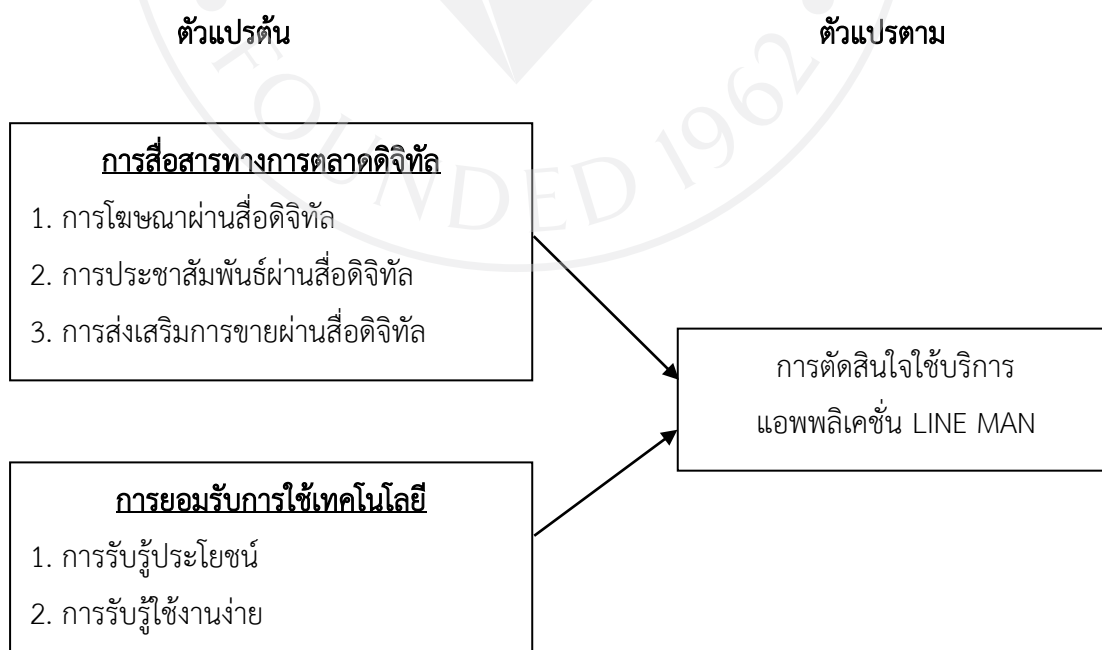 ตัวแปรต้น
ตัวแปรตาม
FOUNDED 1962
การสื่อสารทางการตลาดดิจิทัล
1. การโฆษณาผ่านสื่อดิจิทัล
2. การประชาสัมพันธ์ผ่านสื่อดิจิทัล
3. การส่งเสริมการขายผ่านสื่อดิจิทัล
การตัดสินใจใช้บริการ
แอพพลิเคชั่น LINE MAN
การยอมรับการใช้เทคโนโลยี
1. การรับรู้ประโยชน์
2. การรับรู้ใช้งานง่าย